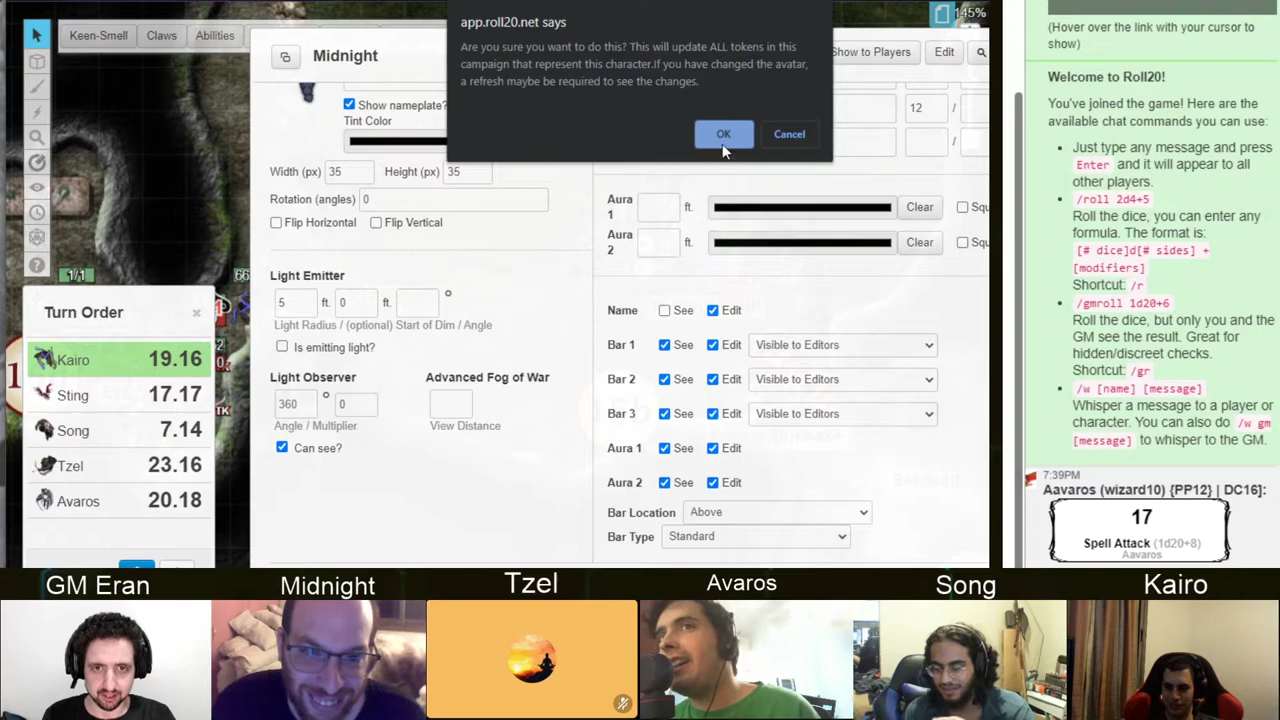 app.roll20.net says
Are you sure you want to do this? This will update ALL tokens in this
campaign that represent this character.if you have changed the avatar,
a refresh maybe be required to see the changes.
OK
Cancel
145%
Keen-Smell
Claws
Abilities
Midnight
Show to Players
Edit
Show nameplate?
Tint Color
12 /
/
Width (px) 35
Height (px) 35
Rotation (angles) 0
Flip Horizontal
Flip Vertical
Aura 1
ft.
Clear
Squ
Aura 2
ft.
Clear
Squ
Light Emitter
5 ft. 0 ft. °
Light Radius / (optional) Start of Dim / Angle
Is emitting light?
Light Observer
360 ° 0
Angle / Multiplier
Can see?
Advanced Fog of War
View Distance
Name See Edit
Bar 1 See Edit Visible to Editors
Bar 2 See Edit Visible to Editors
Bar 3 See Edit Visible to Editors
Aura 1 See Edit
Aura 2 See Edit
Bar Location Above
Bar Type Standard
1/1
66
TK
Turn Order ×
Kairo 19.16
Sting 17.17
Song 7.14
Tzel 23.16
Avaros 20.18
(Hover over the link with your cursor to
show)
Welcome to Roll20!
You've joined the game! Here are the
available chat commands you can use:
• Just type any message and press
Enter and it will appear to all
other players.
• /roll 2d4+5
Roll the dice, you can enter any
formula. The format is:
[# dice]d[# sides] +
[modifiers]
Shortcut: /r
• /gmroll 1d20+6
Roll the dice, but only you and the
GM see the result. Great for
hidden/discreet checks.
Shortcut: /gr
• /w [name] [message]
Whisper a message to a player or
character. You can also do /w gm
[message] to whisper to the GM.
7:39PM
Aavaros (wizard10) {PP12} | DC16]:
17
Spell Attack (1d20+8)
Aavaros
GM Eran
Midnight
Tzel
Avaros
Song
Kairo